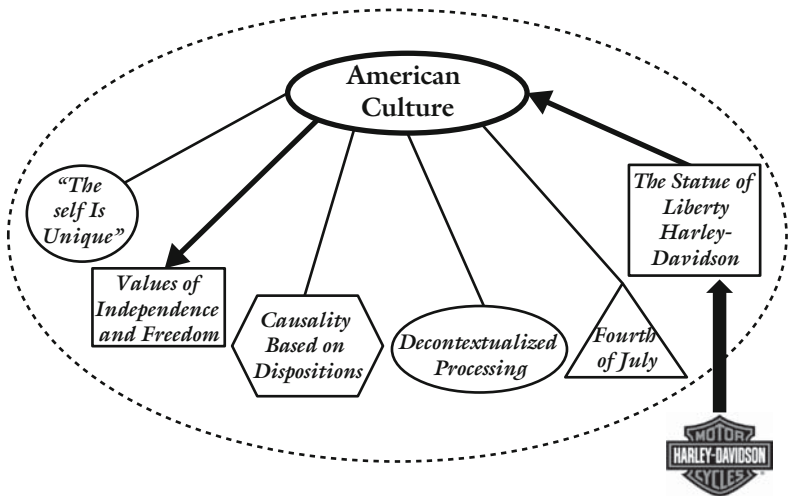 American
Culture
“The
self Is
Unique”
Values of
Independence
and Freedom
Causality
Based on
Dispositions
Decontextualized
Processing
Fourth
of July
The Statue of
Liberty
Harley-
Davidson
MOTOR
HARLEY-DAVIDSON
CYCLES